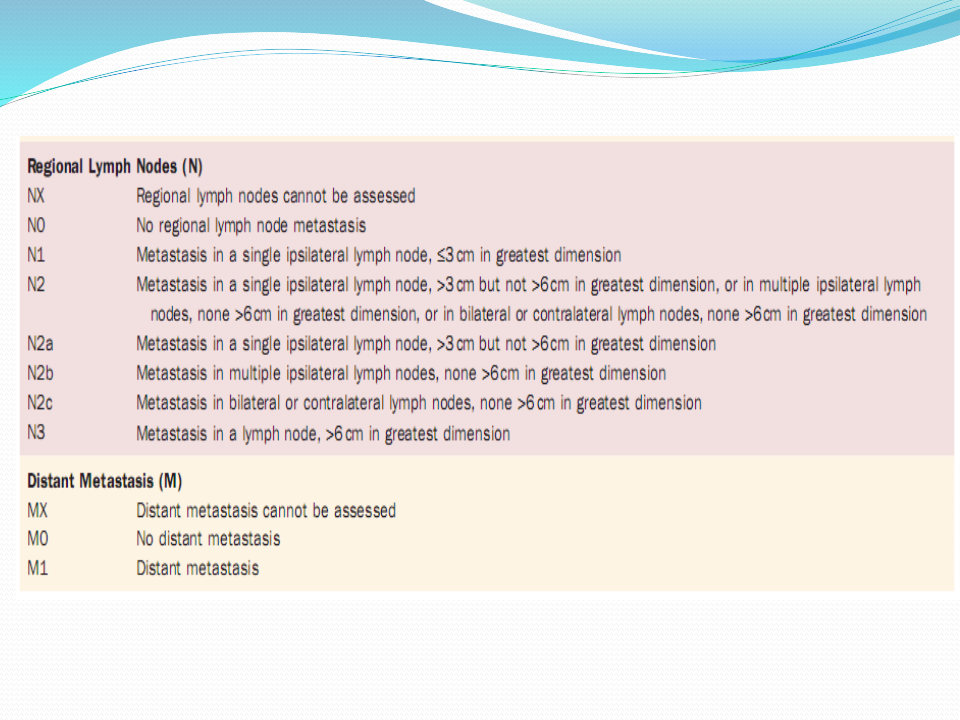 Regional Lymph Nodes (N)
NX Regional lymph nodes cannot be assessed
N0 No regional lymph node metastasis
N1 Metastasis in a single ipsilateral lymph node, ≤3 cm in greatest dimension
N2 Metastasis in a single ipsilateral lymph node, >3 cm but not >6 cm in greatest dimension, or in multiple ipsilateral lymph
nodes, none >6 cm in greatest dimension, or in bilateral or contralateral lymph nodes, none >6 cm in greatest dimension
N2a Metastasis in a single ipsilateral lymph node, >3 cm but not >6 cm in greatest dimension
N2b Metastasis in multiple ipsilateral lymph nodes, none >6 cm in greatest dimension
N2c Metastasis in bilateral or contralateral lymph nodes, none >6 cm in greatest dimension
N3 Metastasis in a lymph node, >6 cm in greatest dimension
Distant Metastasis (M)
MX Distant metastasis cannot be assessed
M0 No distant metastasis
M1 Distant metastasis